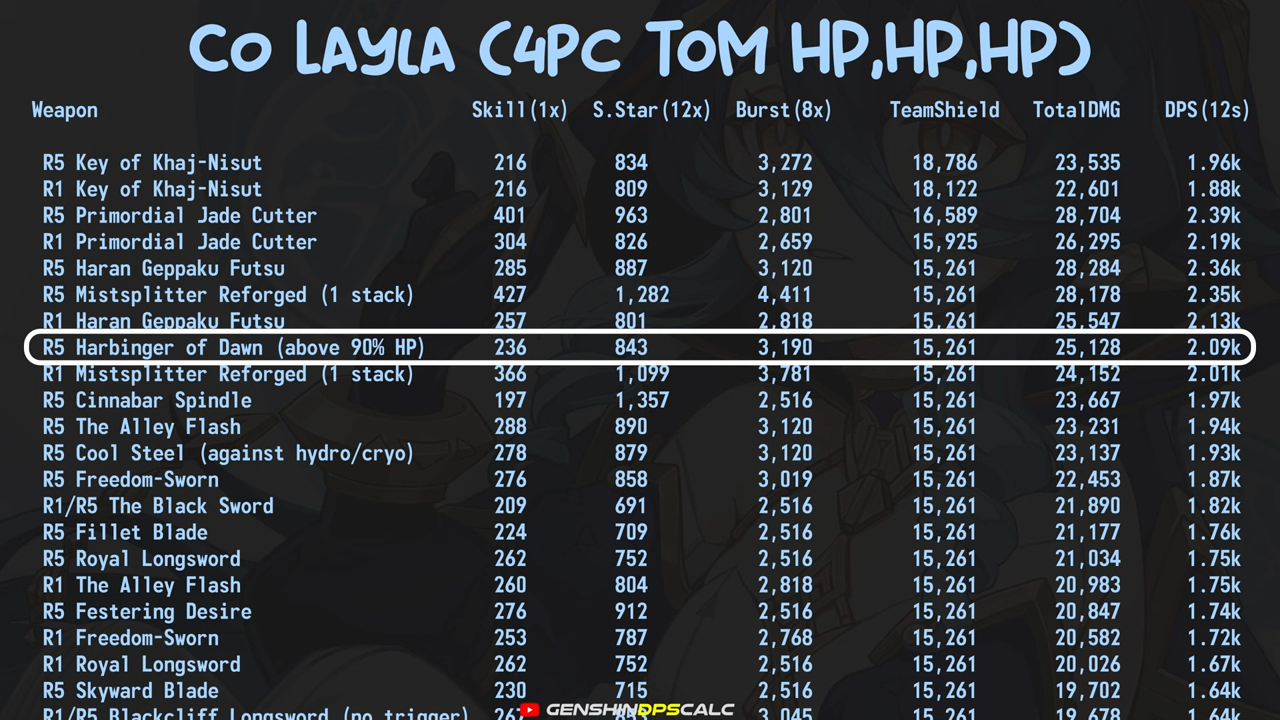 Co LAYLA (4PC ToM HP,HP,HP)
Weapon Skill(1x) S.Star(12x) Burst(8x) TeamShield TotalDMG DPS(12s)
R5 Key of Khaj-Nisut 216 834 3,272 18,786 23,535 1.96k
R1 Key of Khaj-Nisut 216 809 3,129 18,122 22,601 1.88k
R5 Primordial Jade Cutter 401 963 2,801 16,589 28,704 2.39k
R1 Primordial Jade Cutter 304 826 2,659 15,925 26,295 2.19k
R5 Haran Geppaku Futsu 285 887 3,120 15,261 28,284 2.36k
R5 Mistsplitter Reforged (1 stack) 427 1,282 4,411 15,261 28,178 2.35k
R1 Haran Geppaku Futsu 257 801 2,818 15,261 25,547 2.13k
R5 Harbinger of Dawn (above 90% HP) 236 843 3,190 15,261 25,128 2.09k
R1 Mistsplitter Reforged (1 stack) 366 1,099 3,781 15,261 24,152 2.01k
R5 Cinnabar Spindle 197 1,357 2,516 15,261 23,667 1.97k
R5 The Alley Flash 288 890 3,120 15,261 23,231 1.94k
R5 Cool Steel (against hydro/cryo) 278 879 3,120 15,261 23,137 1.93k
R5 Freedom-Sworn 276 858 3,019 15,261 22,453 1.87k
R1/R5 The Black Sword 209 691 2,516 15,261 21,890 1.82k
R5 Fillet Blade 224 709 2,516 15,261 21,177 1.76k
R5 Royal Longsword 262 752 2,516 15,261 21,034 1.75k
R1 The Alley Flash 260 804 2,818 15,261 20,983 1.75k
R5 Festering Desire 276 912 2,516 15,261 20,847 1.74k
R1 Freedom-Sworn 253 787 2,768 15,261 20,582 1.72k
R1 Royal Longsword 262 752 2,516 15,261 20,026 1.67k
R5 Skyward Blade 230 715 2,516 15,261 19,702 1.64k
R1/R5 Blackcliff Longsword (no trigger) 3,045 15,261 19,678 1.64k
GENSHINDPSCALC